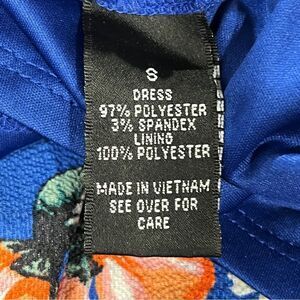 S
DRESS
97% POLYESTER
3% SPANDEX
LINING
100% POLYESTER
MADE IN VIETNAM
SEE OVER FOR
CARE